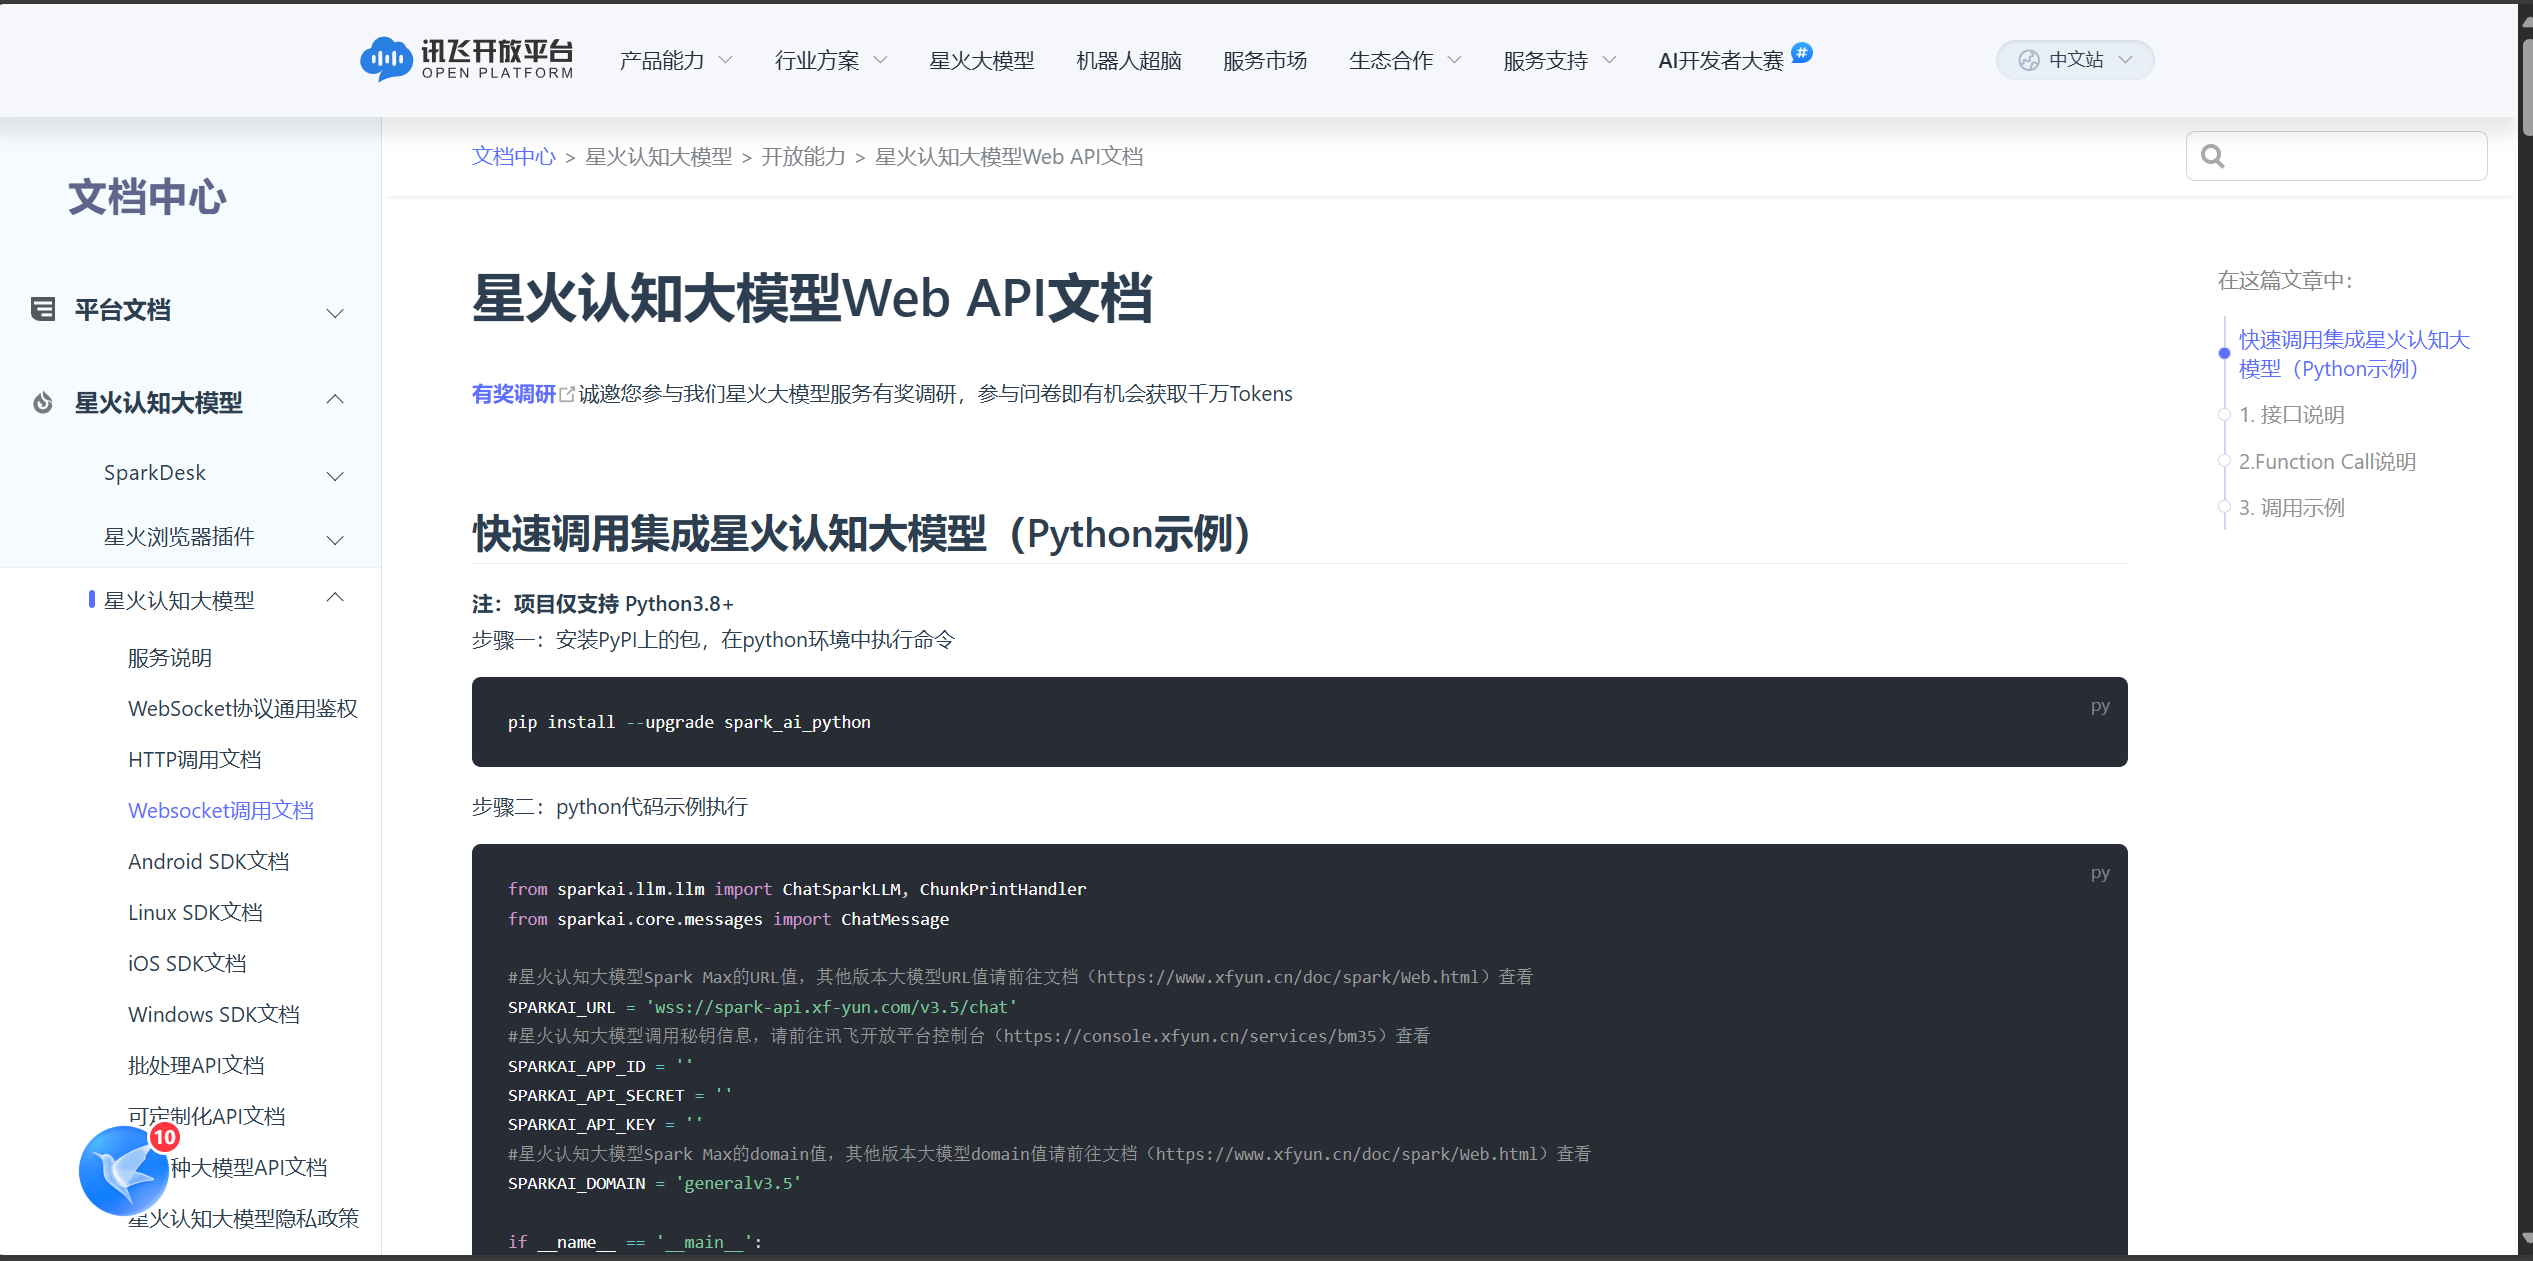 讯飞开放平台
OPEN PLATFORM
产品能力
行业方案
星火大模型
机器人超脑
服务市场
生态合作
服务支持
AI开发者大赛
#
中文站
文档中心
平台文档
星火认知大模型
SparkDesk
星火浏览器插件
星火认知大模型
服务说明
WebSocket协议通用鉴权
HTTP调用文档
Websocket调用文档
Android SDK文档
Linux SDK文档
iOS SDK文档
Windows SDK文档
批处理API文档
可定制化API文档
种大模型API文档
星火认知大模型隐私政策
10
文档中心 > 星火认知大模型 > 开放能力 > 星火认知大模型Web API文档
星火认知大模型Web API文档
有奖调研 诚邀您参与我们星火大模型服务有奖调研，参与问卷即有机会获取千万Tokens
快速调用集成星火认知大模型（Python示例）
注：项目仅支持 Python3.8+
步骤一：安装PyPI上的包，在python环境中执行命令
py
pip install --upgrade spark_ai_python
步骤二：python代码示例执行
py
from sparkai.llm.llm import ChatSparkLLM, ChunkPrintHandler
from sparkai.core.messages import ChatMessage
#星火认知大模型Spark Max的URL值，其他版本大模型URL值请前往文档（https://www.xfyun.cn/doc/spark/Web.html）查看
SPARKAI_URL = 'wss://spark-api.xf-yun.com/v3.5/chat'
#星火认知大模型调用秘钥信息，请前往讯飞开放平台控制台（https://console.xfyun.cn/services/bm35）查看
SPARKAI_APP_ID = ''
SPARKAI_API_SECRET = ''
SPARKAI_API_KEY = ''
#星火认知大模型Spark Max的domain值，其他版本大模型domain值请前往文档（https://www.xfyun.cn/doc/spark/Web.html）查看
SPARKAI_DOMAIN = 'generalv3.5'
if __name__ == '__main__':
在这篇文章中：
快速调用集成星火认知大
模型（Python示例）
1. 接口说明
2.Function Call说明
3. 调用示例